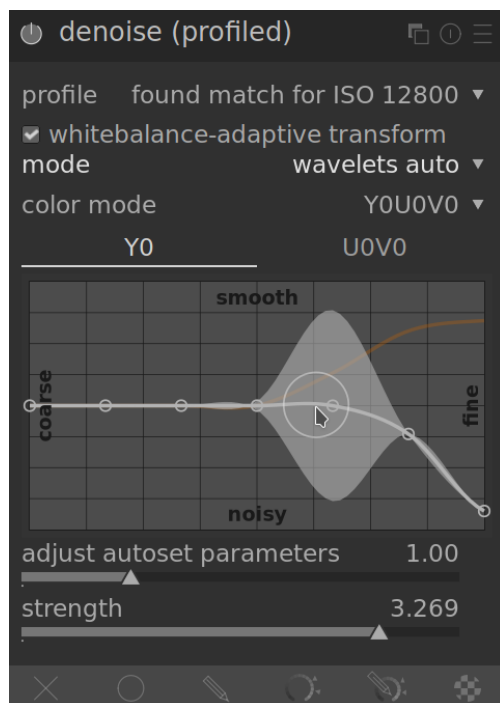 denoise (profiled)
profile found match for ISO 12800
whitebalance-adaptive transform
mode wavelets auto
color mode Y0U0V0
Y0 U0V0
smooth
coarse
fine
noisy
adjust autoset parameters 1.00
strength 3.269